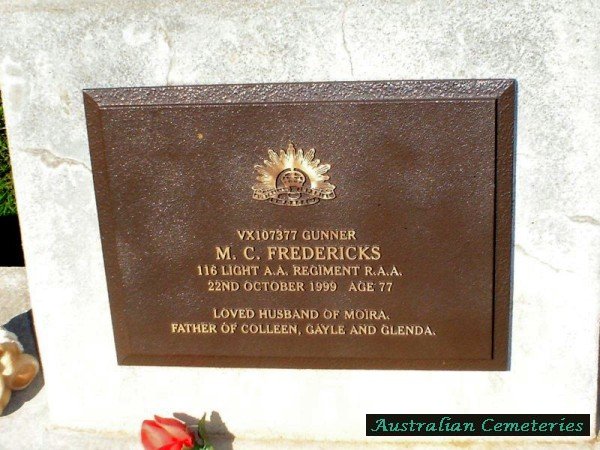 VX107377 GUNNER
M. C. FREDERICKS
116 LIGHT A.A. REGIMENT R.A.A.
22ND OCTOBER 1999 AGE 77
LOVED HUSBAND OF MOIRA.
FATHER OF COLLEEN, GAYLE AND GLENDA.
Australian Cemeteries